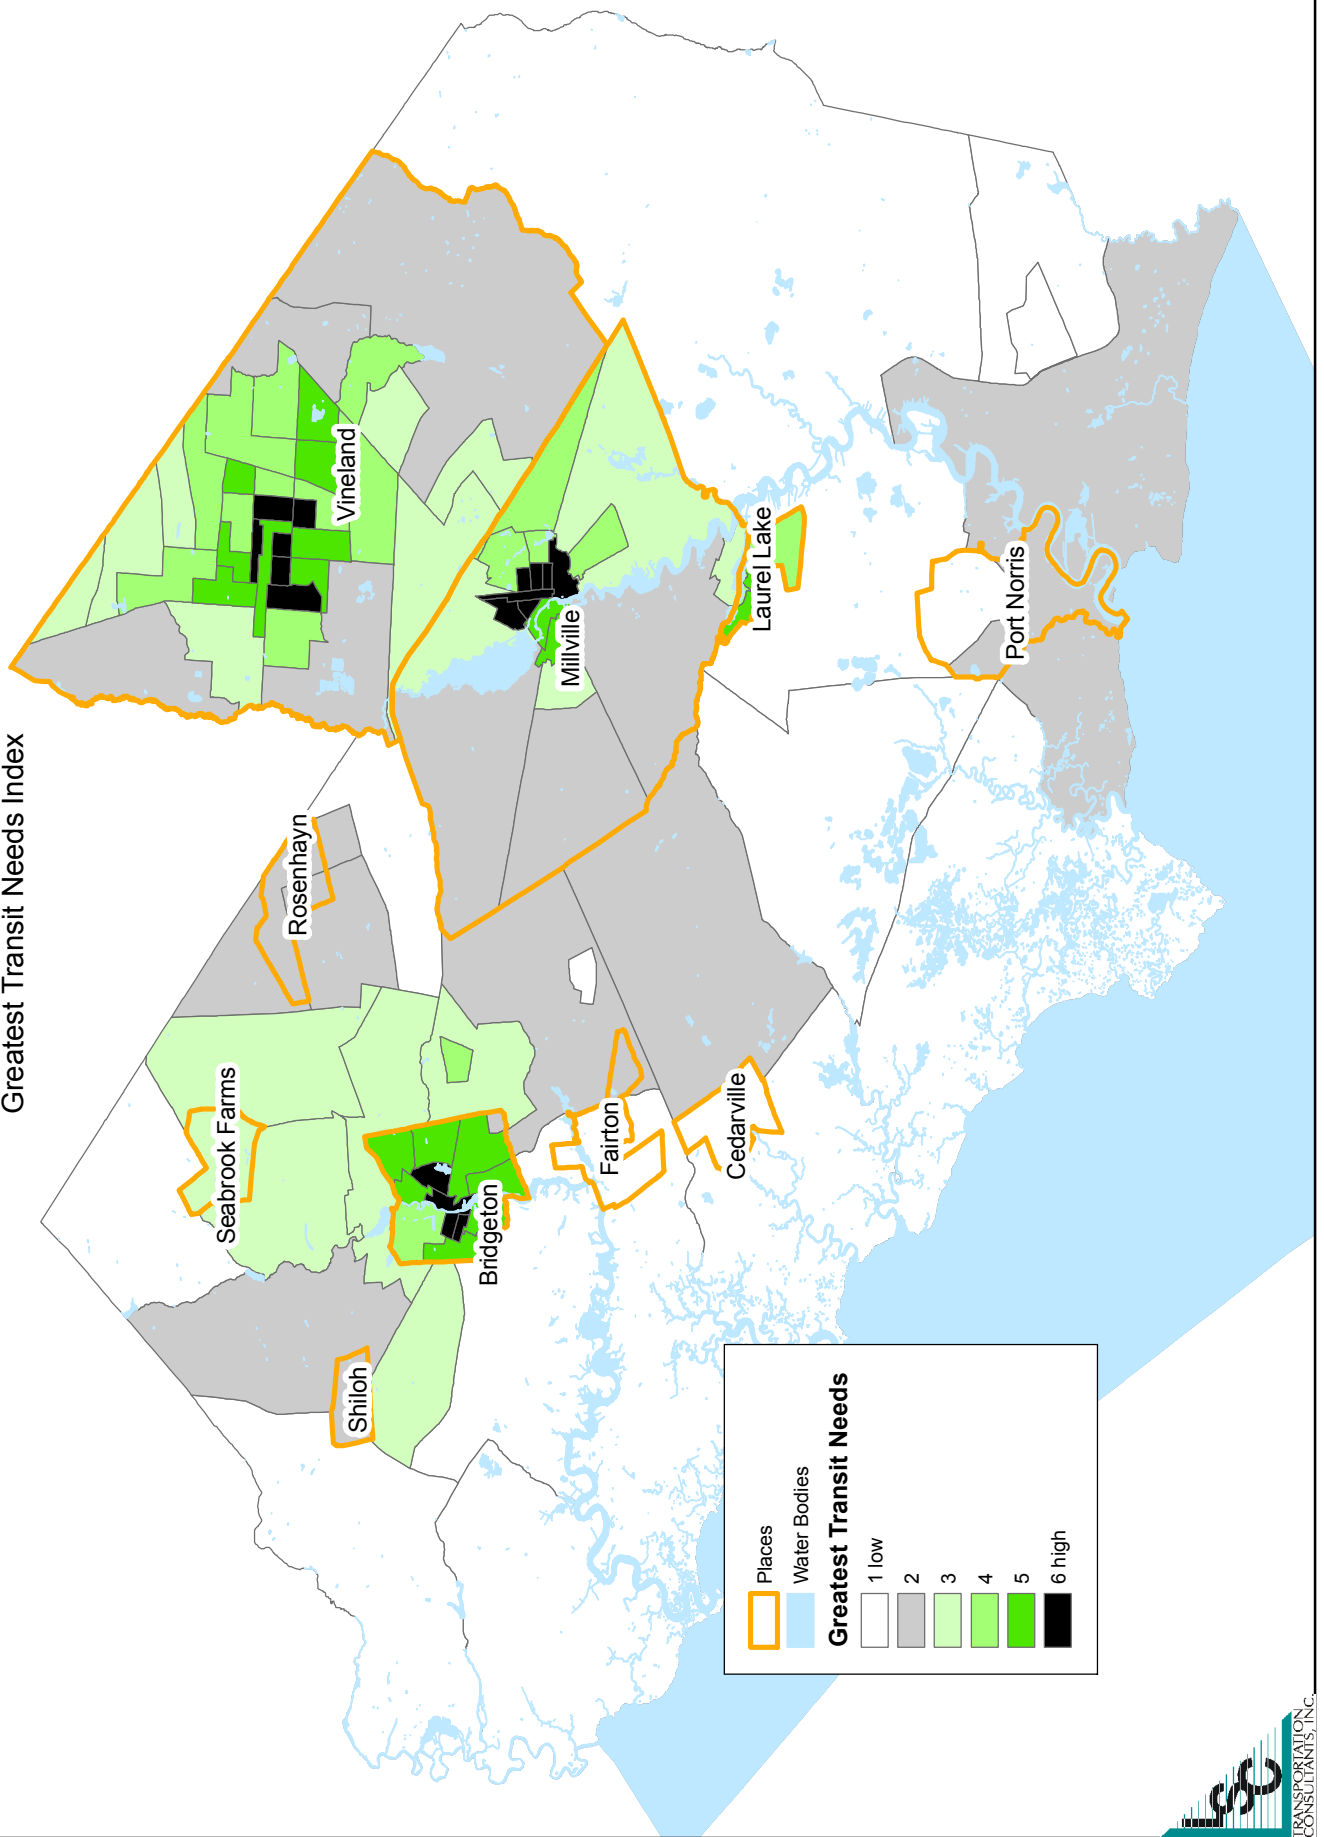 Greatest Transit Needs Index
Vineland
Rosenhayn
Seabrook Farms
Shiloh
Bridgeton
Millville
Fairton
Cedarville
Laurel Lake
Port Norris
Places
Water Bodies
Greatest Transit Needs
1 low
2
3
4
5
6 high
LSC
TRANSPORTATION
CONSULTANTS, INC.